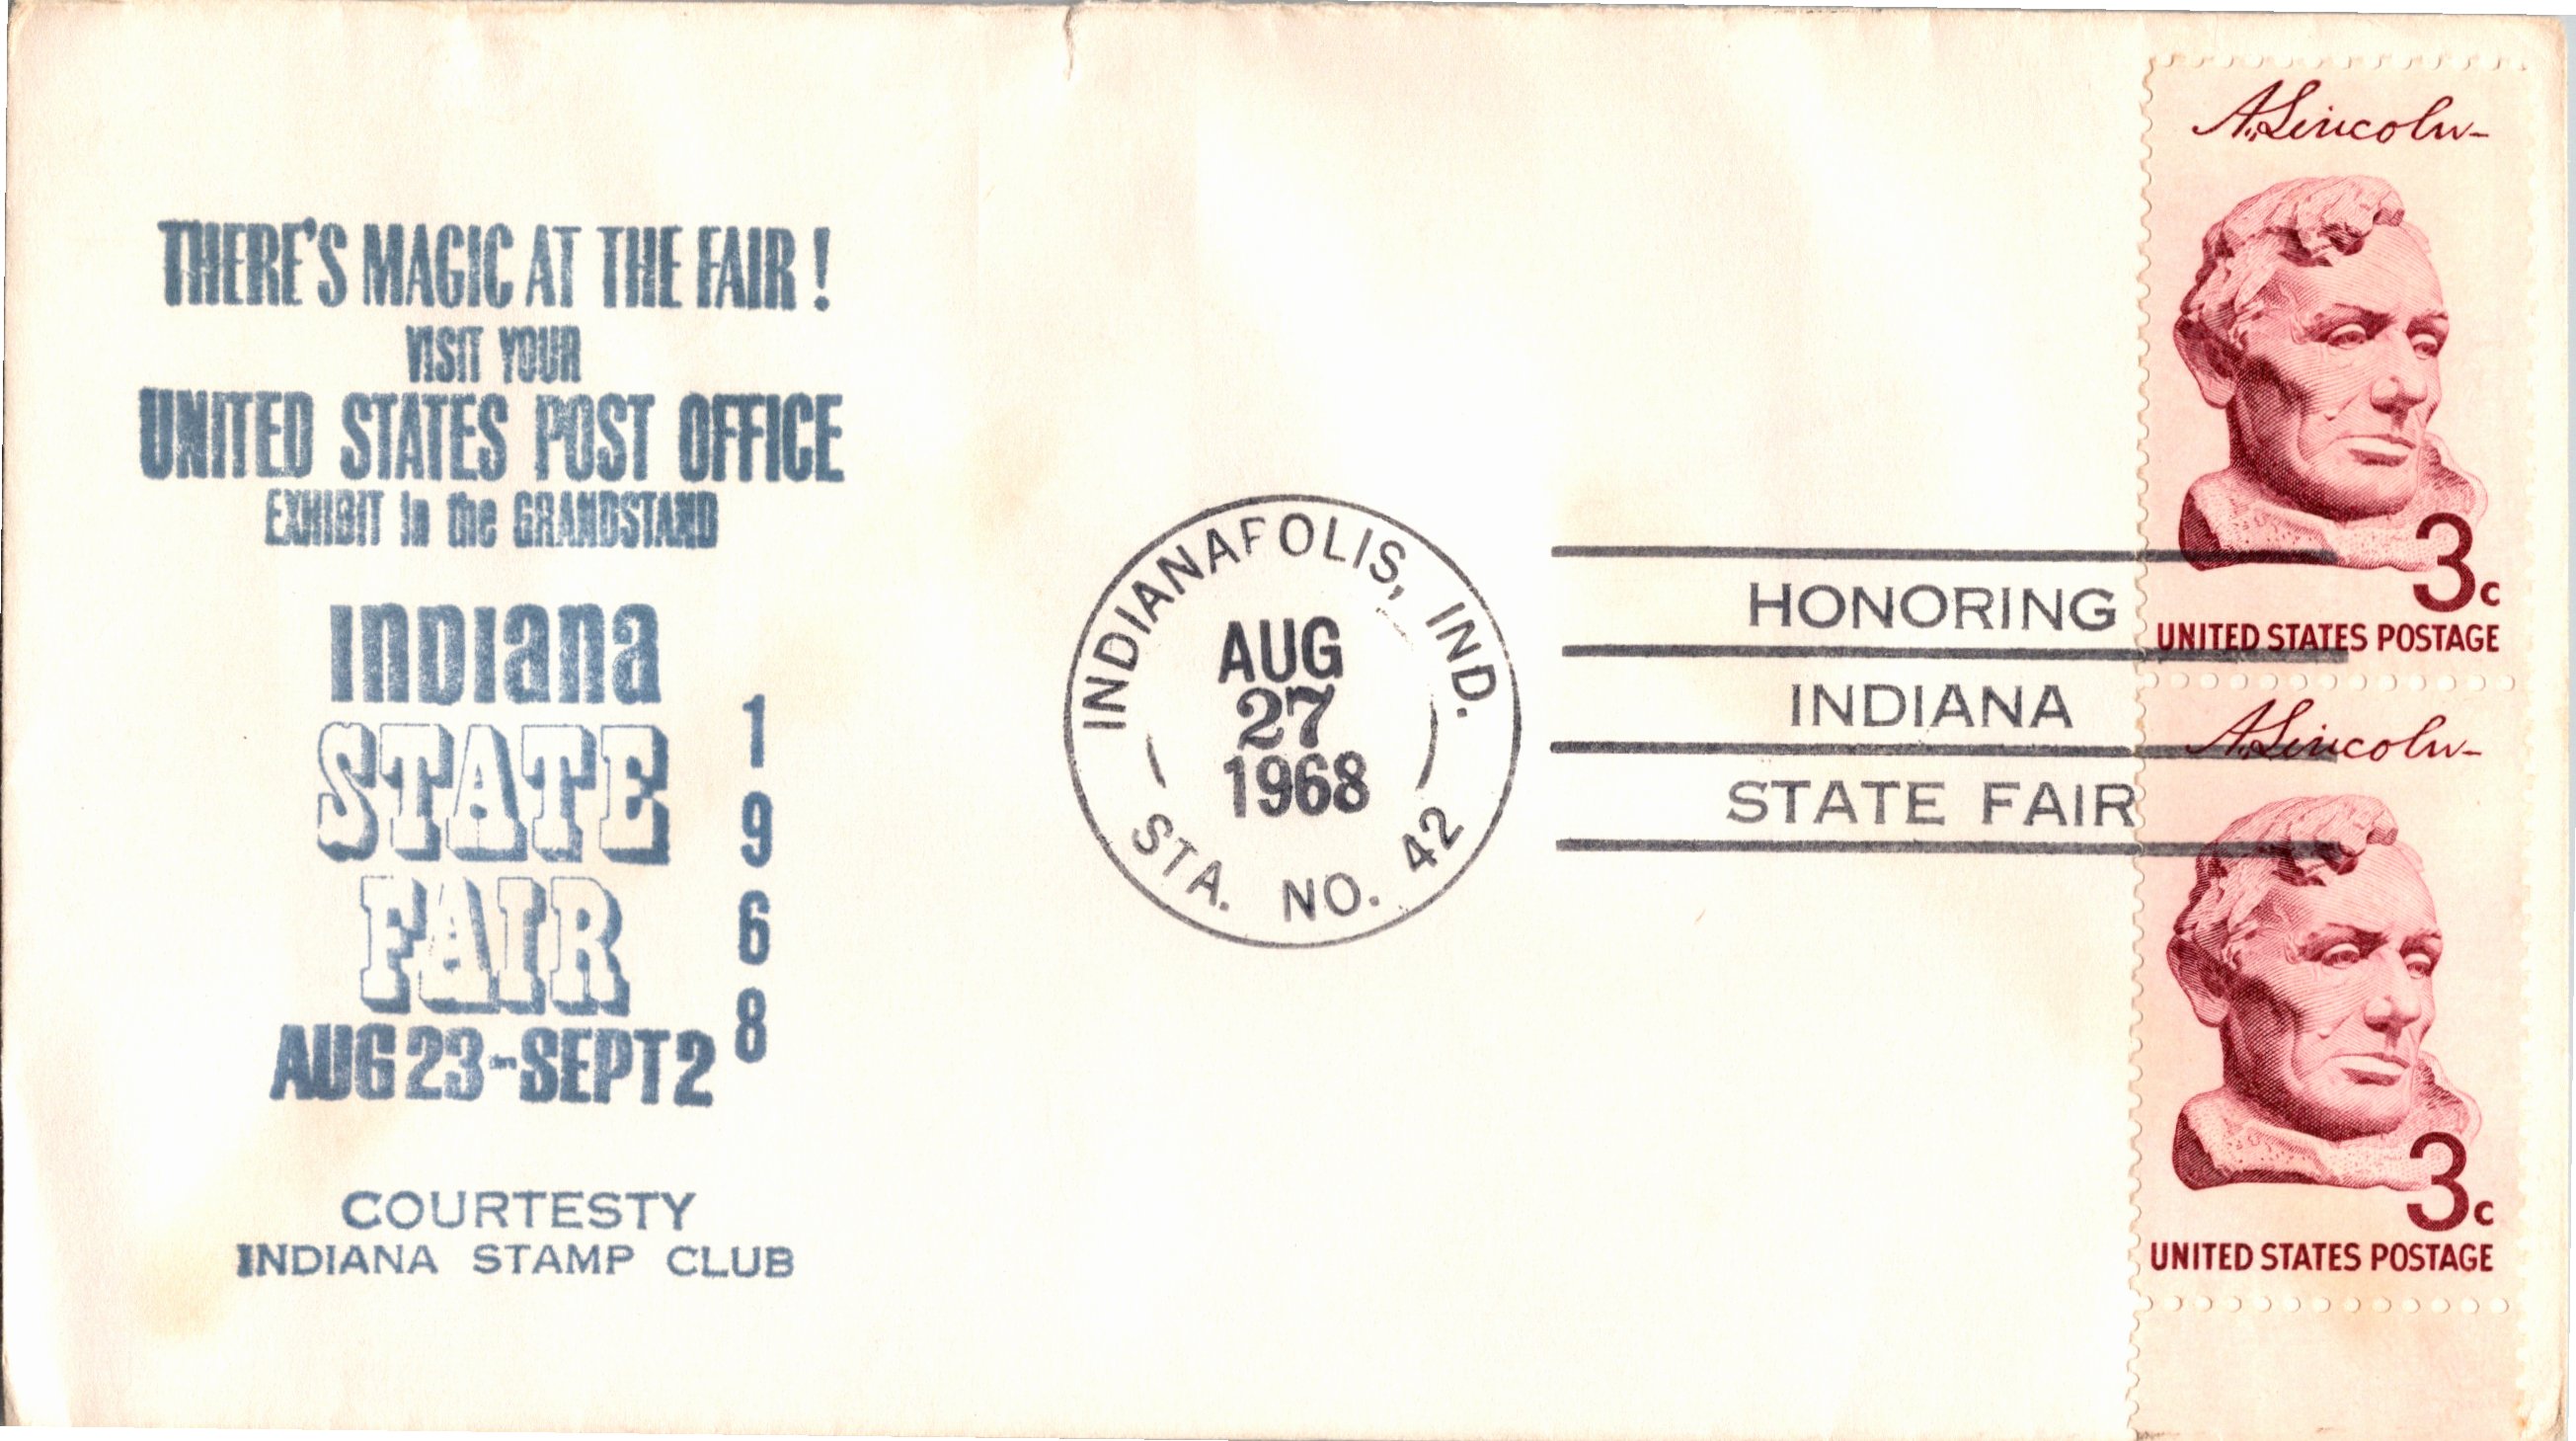 THERE'S MAGIC AT THE FAIR!
VISIT YOUR
UNITED STATES POST OFFICE
EXHIBIT in the GRANDSTAND
INDIANA
STATE
FAIR
1968
AUG 23-SEPT 2
COURTESTY
INDIANA STAMP CLUB
INDIANAPOLIS, IND.
AUG
27
1968
STA. NO. 42
HONORING
INDIANA
STATE FAIR
A. Lincoln
3c
UNITED STATES POSTAGE
A. Lincoln
3c
UNITED STATES POSTAGE